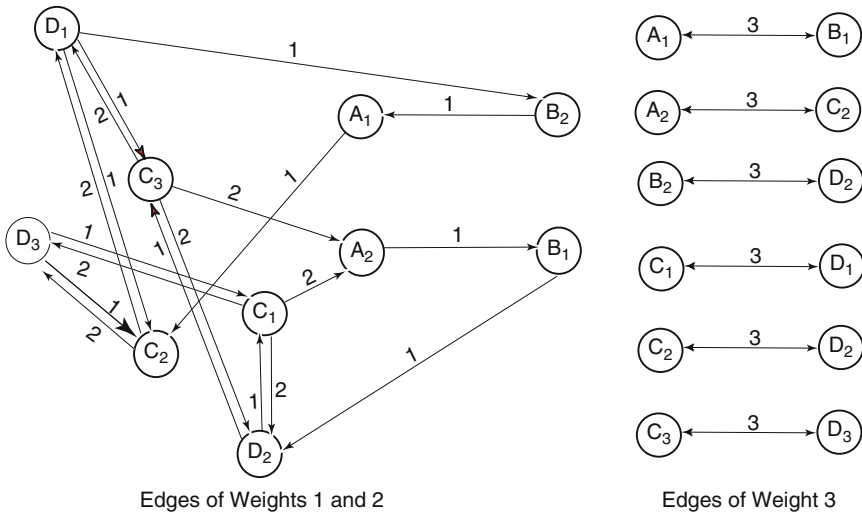 D1
1
B2
1
A1
2
1
C3
2
1
2
1
D3
1
2
1
2
A2
1
B1
2
C1
1
2
C2
1
2
1
D2
Edges of Weights 1 and 2
A1 3 B1
A2 3 C2
B2 3 D2
C1 3 D1
C2 3 D2
C3 3 D3
Edges of Weight 3